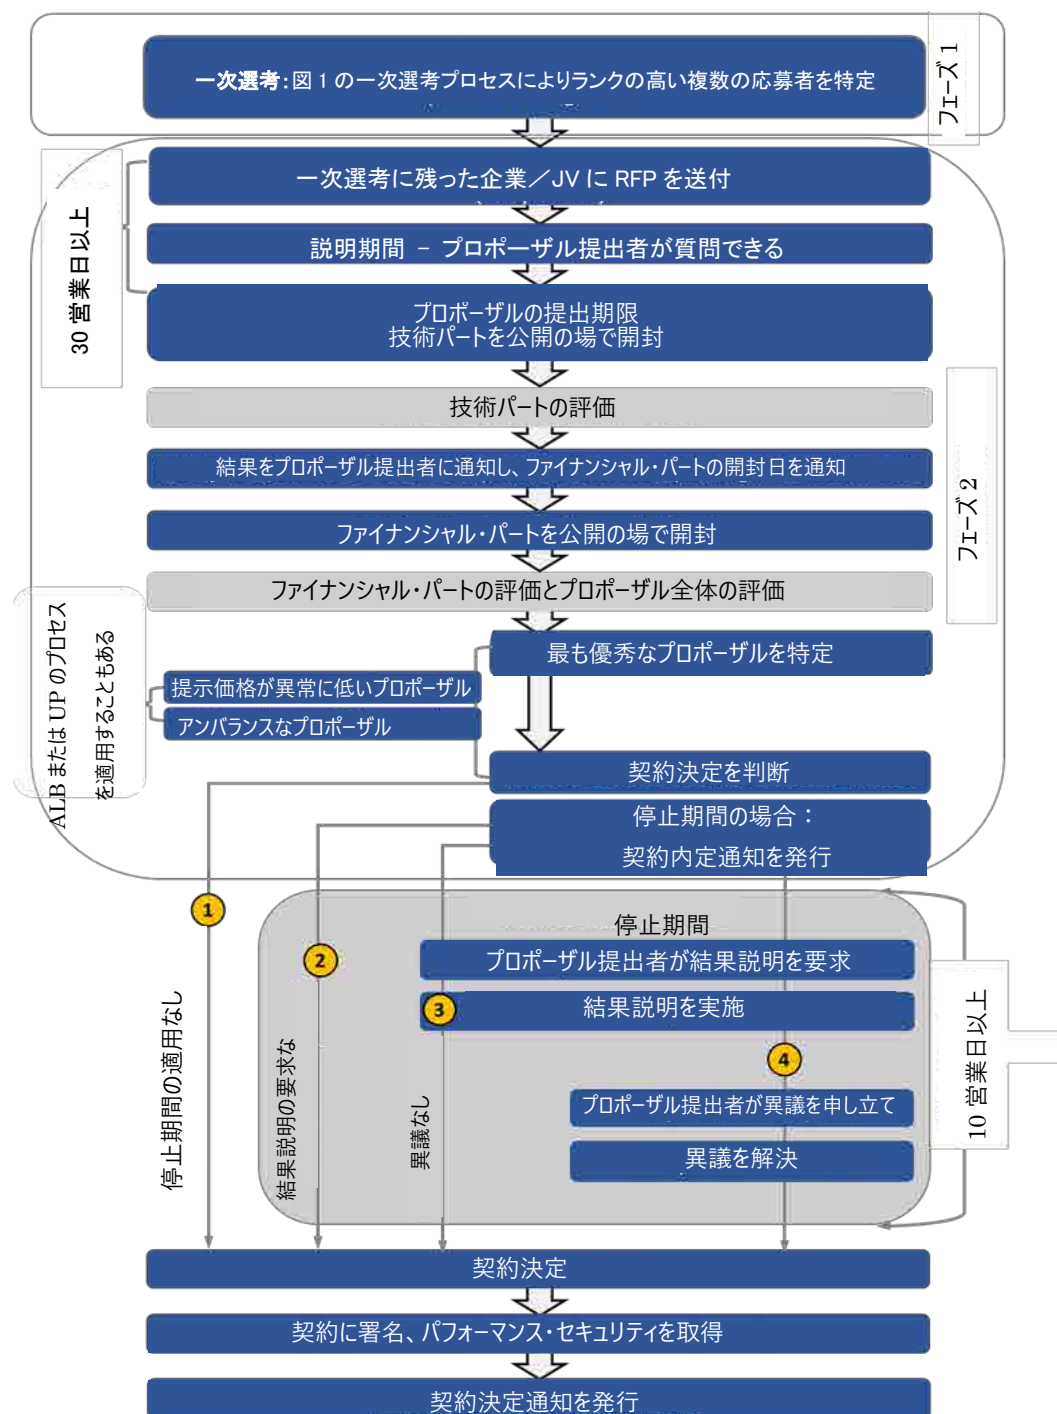 一次選考:図 1 の一次選考プロセスによりランクの高い複数の応募者を特定
フェーズ 1
一次選考に残った企業／JV に RFP を送付
説明期間 － プロポーザル提出者が質問できる
プロポーザルの提出期限
技術パートを公開の場で開封
30 営業日以上
技術パートの評価
結果をプロポーザル提出者に通知し、ファイナンシャル・パートの開封日を通知
ファイナンシャル・パートを公開の場で開封
ファイナンシャル・パートの評価とプロポーザル全体の評価
フェーズ 2
最も優秀なプロポーザルを特定
提示価格が異常に低いプロポーザル
アンバランスなプロポーザル
ALB または UP のプロセス
を適用することもある
契約決定を判断
停止期間の場合：
契約内定通知を発行
1
2
3
4
停止期間
プロポーザル提出者が結果説明を要求
結果説明を実施
プロポーザル提出者が異議を申し立て
異議を解決
10 営業日以上
停止期間の適用なし
結果説明の要求な
異議なし
契約決定
契約に署名、パフォーマンス・セキュリティを取得
契約決定通知を発行